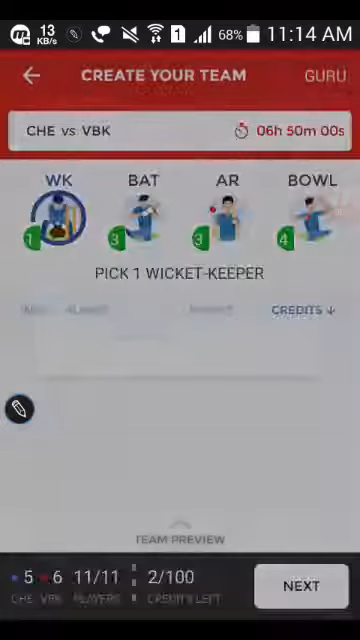 13 KB/s 1 68% 11:14 AM
CREATE YOUR TEAM GURU
CHE vs VBK 06h 50m 00s
WK BAT AR BOWL
1 3 3 4
PICK 1 WICKET-KEEPER
CREDITS
TEAM PREVIEW
5 6 11/11 2/100
CHE VBK PLAYERS CREDITS LEFT
NEXT